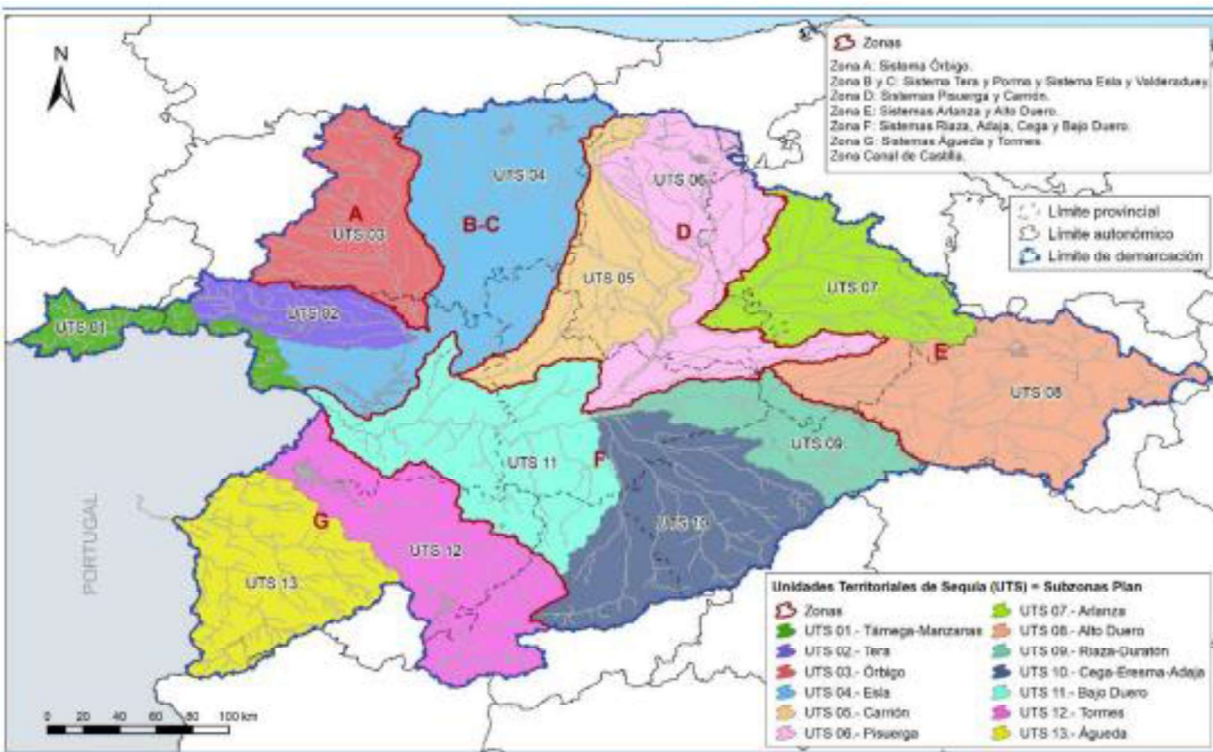 N
Zonas
Zona A: Sistema Órbigo.
Zona B y C: Sistema Tera y Porma y Sistema Esla y Valderaduey.
Zona D: Sistemas Pisuerga y Carrión.
Zona E: Sistemas Arlanza y Alto Duero.
Zona F: Sistemas Riaza, Adaja, Cega y Bajo Duero.
Zona G: Sistemas Águeda y Tormes.
Zona Canal de Castilla.
Límite provincial
Límite autonómico
Límite de demarcación
UTS 04
UTS 06
A
B-C
D
UTS 03
UTS 05
UTS 07
UTS 02
UTS 01
E
UTS 08
UTS 09
UTS 11
F
UTS 10
G
UTS 12
UTS 13
PORTUGAL
Unidades Territoriales de Sequía (UTS) = Subzonas Plan
Zonas
UTS 01.- Támega-Manzanas
UTS 02.- Tera
UTS 03.- Órbigo
UTS 04.- Esla
UTS 05.- Carrión
UTS 06.- Pisuerga
UTS 07.- Arlanza
UTS 08.- Alto Duero
UTS 09.- Riaza-Duratón
UTS 10.- Cega-Eresma-Adaja
UTS 11.- Bajo Duero
UTS 12.- Tormes
UTS 13.- Águeda
0 20 40 60 80 100 km